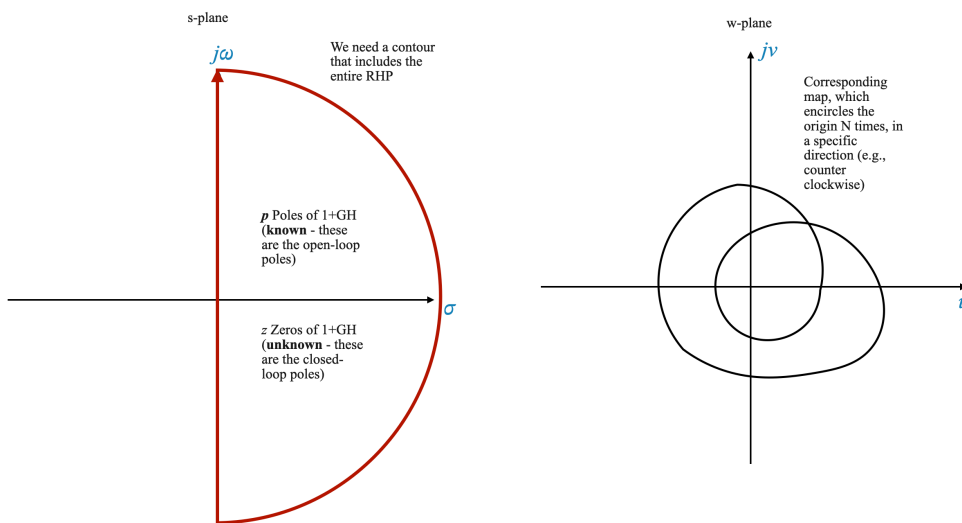 s-plane
jω
We need a contour
that includes the
entire RHP
p Poles of 1+GH
(known - these
are the open-loop
poles)
σ
z Zeros of 1+GH
(unknown - these
are the closed-
loop poles)
w-plane
jv
Corresponding
map, which
encircles the
origin N times, in
a specific
direction (e.g.,
counter
clockwise)